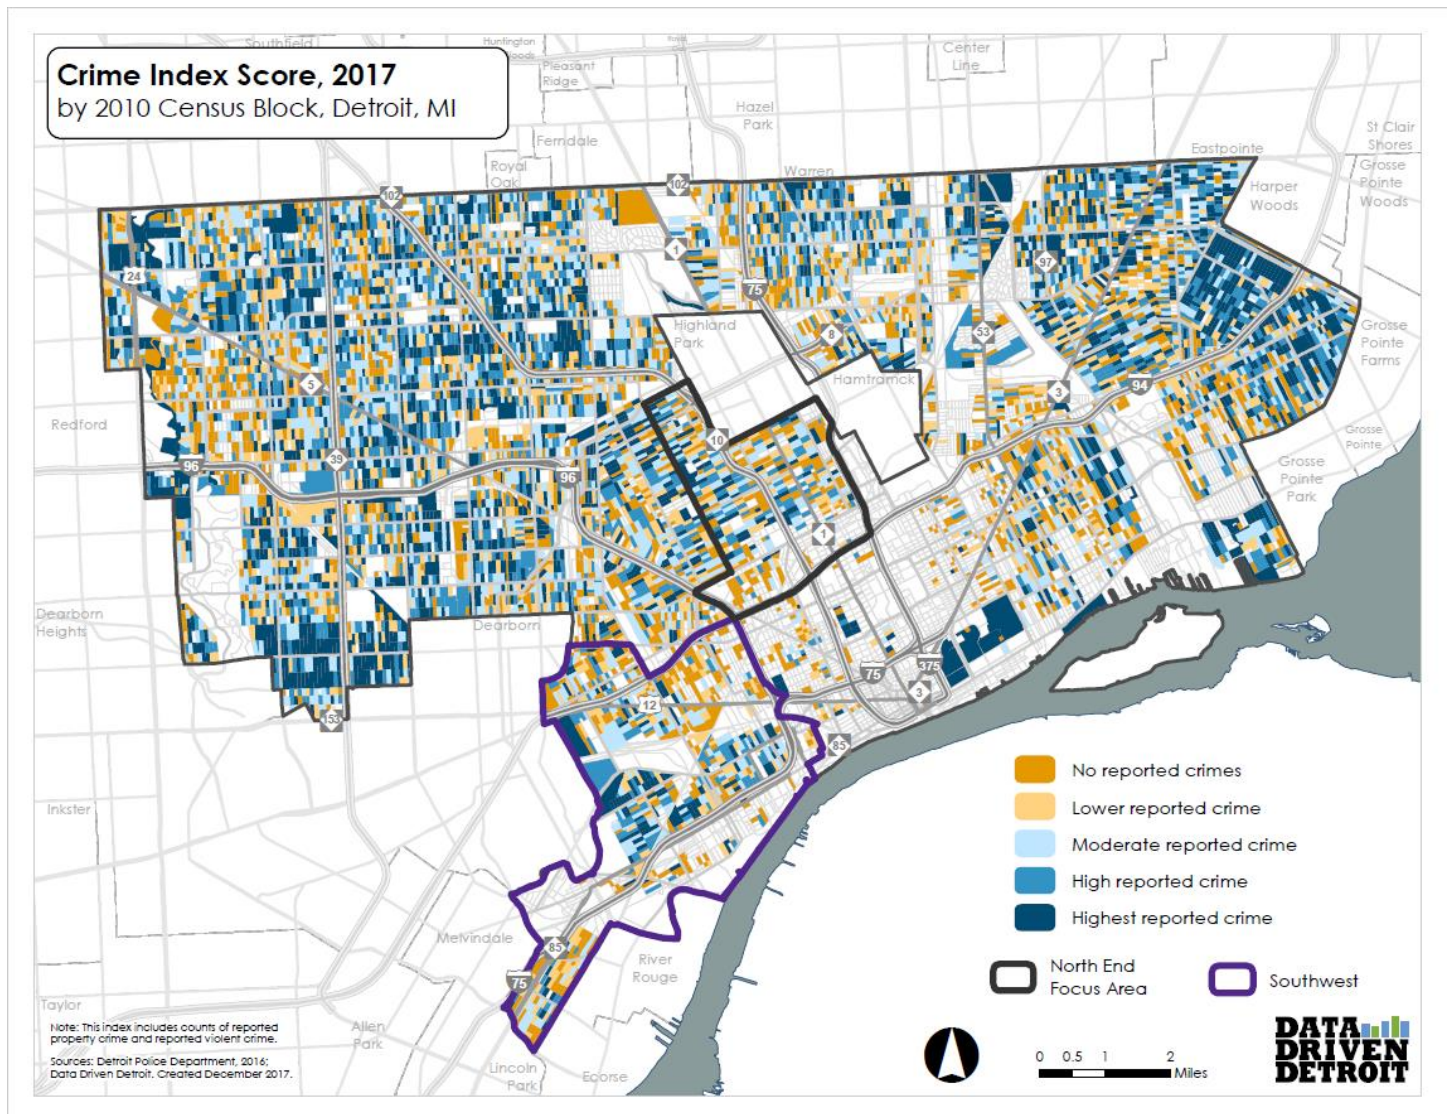 Crime Index Score, 2017
by 2010 Census Block, Detroit, MI
Southfield
Huntington
Pleasant
Ridge
Center
Line
Hazel
Park
Ferndale
Royal
Oak
Warren
Eastpointe
St Clair
Shores
Grosse
Pointe
Woods
Harper
Woods
102
102
24
1
97
75
Highland
Park
8
53
Hamtramck
Grosse
Pointe
Farms
5
3
94
Redford
Grosse
Pointe
10
39
96
96
Grosse
Pointe
Park
1
Dearborn
Heights
Dearborn
75
375
3
12
153
85
Inkster
Melvindale
85
75
River
Rouge
Taylor
Allen
Park
Lincoln
Park
Ecorse
No reported crimes
Lower reported crime
Moderate reported crime
High reported crime
Highest reported crime
North End
Focus Area
Southwest
Note: This index includes counts of reported
property crime and reported violent crime.
Sources: Detroit Police Department, 2016;
Data Driven Detroit. Created December 2017.
0 0.5 1 2
Miles
DATA
DRIVEN
DETROIT